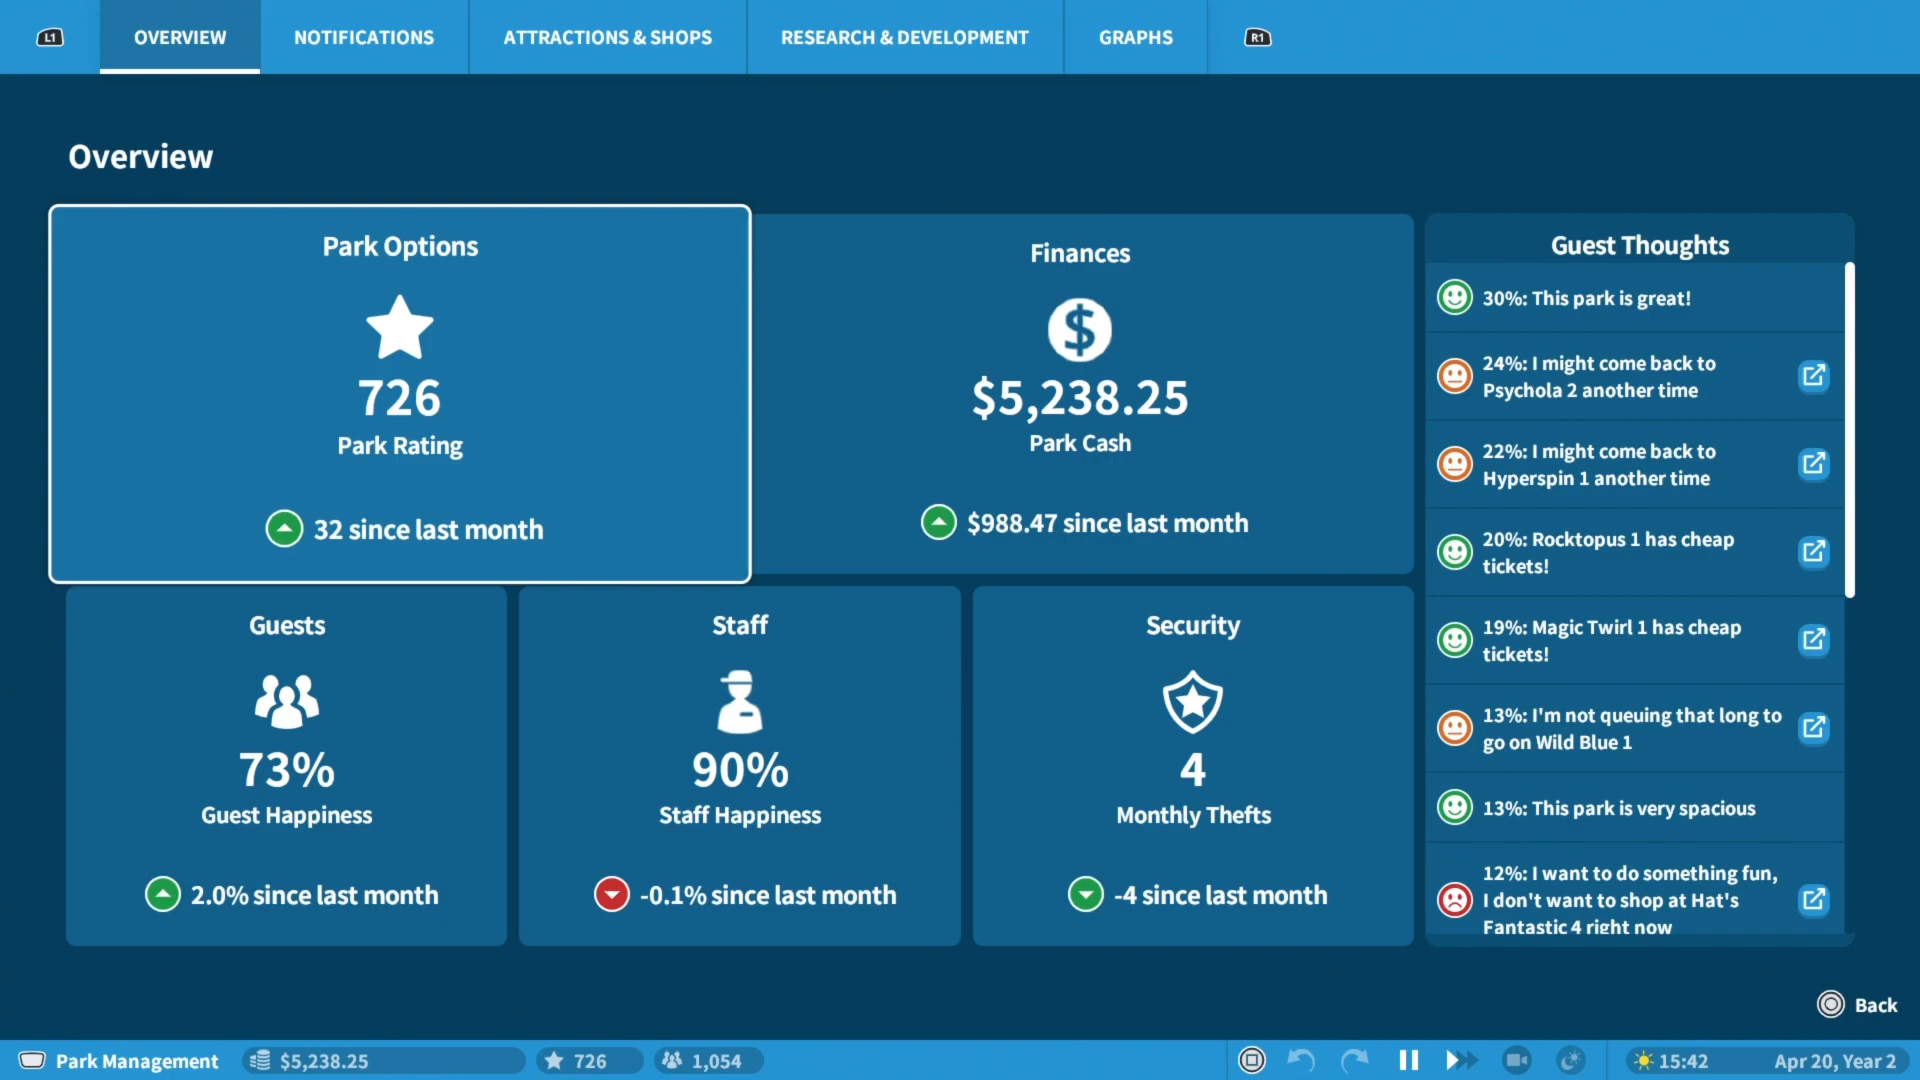 L1
OVERVIEW
NOTIFICATIONS
ATTRACTIONS & SHOPS
RESEARCH & DEVELOPMENT
GRAPHS
R1
Overview
Park Options
726
Park Rating
32 since last month
Finances
$
$5,238.25
Park Cash
$988.47 since last month
Guests
73%
Guest Happiness
2.0% since last month
Staff
90%
Staff Happiness
-0.1% since last month
Security
4
Monthly Thefts
-4 since last month
Guest Thoughts
30%: This park is great!
24%: I might come back to
Psychola 2 another time
22%: I might come back to
Hyperspin 1 another time
20%: Rocktopus 1 has cheap
tickets!
19%: Magic Twirl 1 has cheap
tickets!
13%: I'm not queuing that long to
go on Wild Blue 1
13%: This park is very spacious
12%: I want to do something fun,
I don't want to shop at Hat's
Fantastic 4 right now
Back
Park Management
$5,238.25
726
1,054
15:42
Apr 20, Year 2